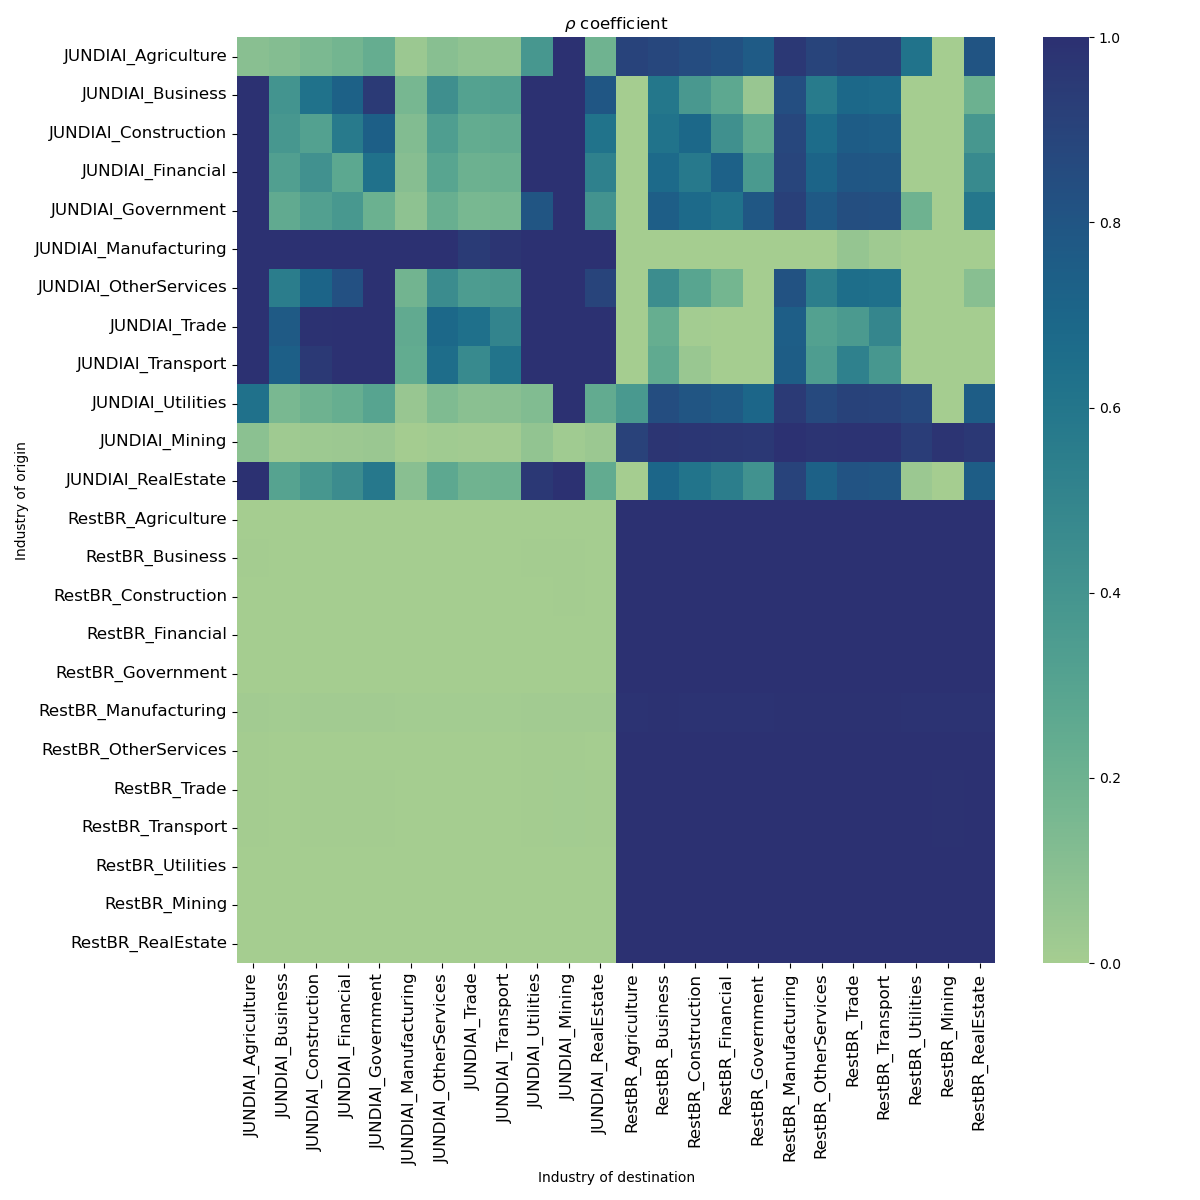 ρ coefficient
JUNDIAI_Agriculture
JUNDIAI_Business
JUNDIAI_Construction
JUNDIAI_Financial
JUNDIAI_Government
JUNDIAI_Manufacturing
JUNDIAI_OtherServices
JUNDIAI_Trade
JUNDIAI_Transport
JUNDIAI_Utilities
JUNDIAI_Mining
JUNDIAI_RealEstate
RestBR_Agriculture
RestBR_Business
RestBR_Construction
RestBR_Financial
RestBR_Government
RestBR_Manufacturing
RestBR_OtherServices
RestBR_Trade
RestBR_Transport
RestBR_Utilities
RestBR_Mining
RestBR_RealEstate
Industry of origin
JUNDIAI_Agriculture
JUNDIAI_Business
JUNDIAI_Construction
JUNDIAI_Financial
JUNDIAI_Government
JUNDIAI_Manufacturing
JUNDIAI_OtherServices
JUNDIAI_Trade
JUNDIAI_Transport
JUNDIAI_Utilities
JUNDIAI_Mining
JUNDIAI_RealEstate
RestBR_Agriculture
RestBR_Business
RestBR_Construction
RestBR_Financial
RestBR_Government
RestBR_Manufacturing
RestBR_OtherServices
RestBR_Trade
RestBR_Transport
RestBR_Utilities
RestBR_Mining
RestBR_RealEstate
Industry of destination
1.0
0.8
0.6
0.4
0.2
0.0